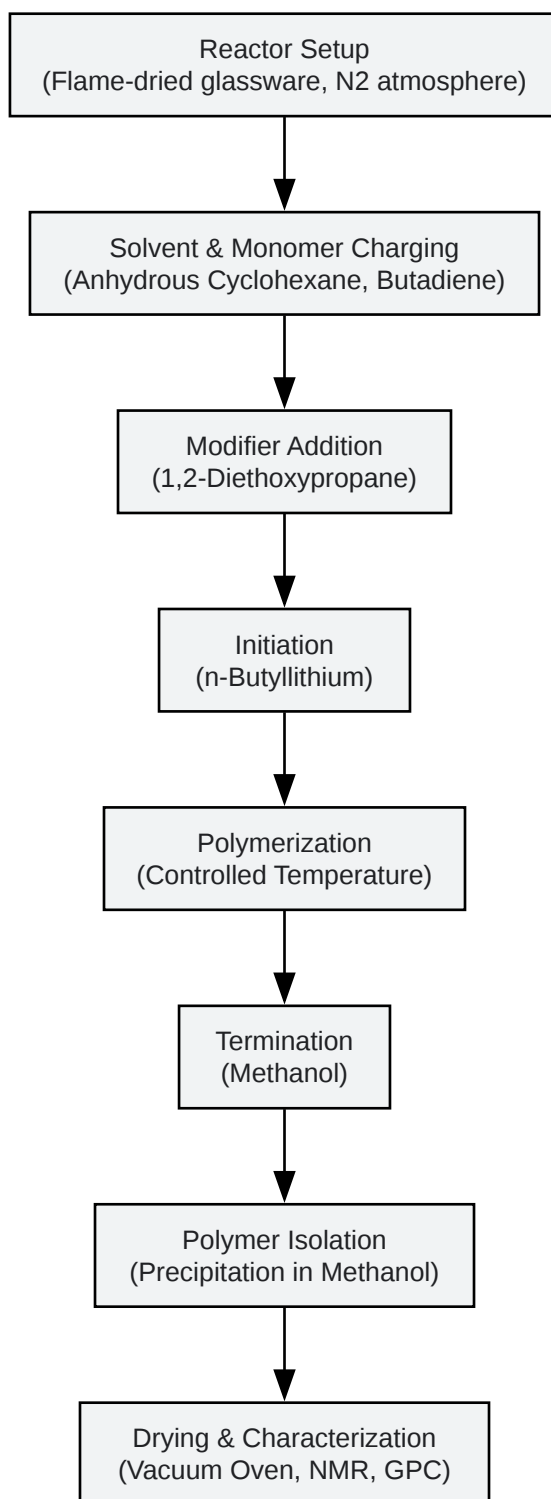 Reactor Setup
(Flame-dried glassware, N2 atmosphere)
Solvent & Monomer Charging
(Anhydrous Cyclohexane, Butadiene)
Modifier Addition
(1,2-Diethoxypropane)
Initiation
(n-Butyllithium)
Polymerization
(Controlled Temperature)
Termination
(Methanol)
Polymer Isolation
(Precipitation in Methanol)
Drying & Characterization
(Vacuum Oven, NMR, GPC)